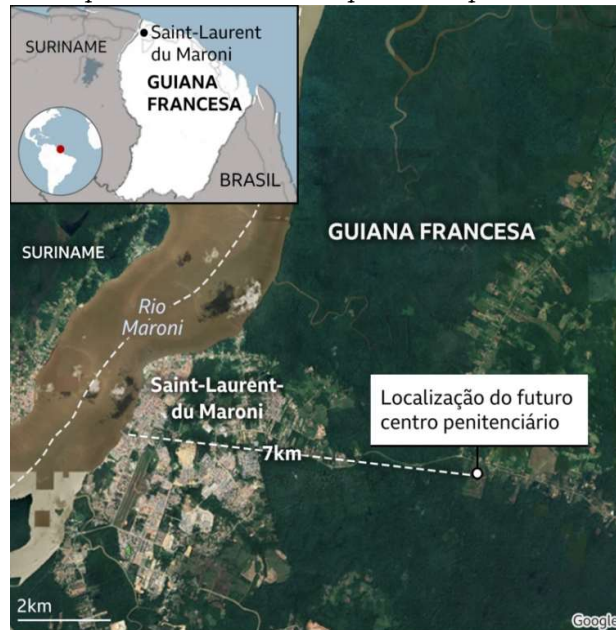 Saint-Laurent
du Maroni
SURINAME
GUIANA
FRANCESA
BRASIL
GUIANA FRANCESA
SURINAME
Rio
Maroni
Saint-Laurent-
du Maroni
Localização do futuro
centro penitenciário
7km
2km
Google